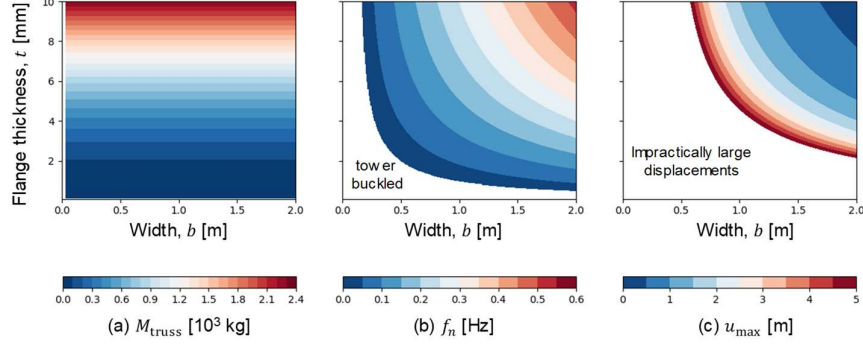 Flange thickness, t [mm]
10
8
6
4
2
0.0 0.5 1.0 1.5 2.0
Width, b [m]
tower
buckled
0.0 0.5 1.0 1.5 2.0
Width, b [m]
Impractically large
displacements
0.0 0.5 1.0 1.5 2.0
Width, b [m]
0.0 0.3 0.6 0.9 1.2 1.5 1.8 2.1 2.4
(a) M_truss [10³ kg]
0.0 0.1 0.2 0.3 0.4 0.5 0.6
(b) f_n [Hz]
0 1 2 3 4 5
(c) u_max [m]